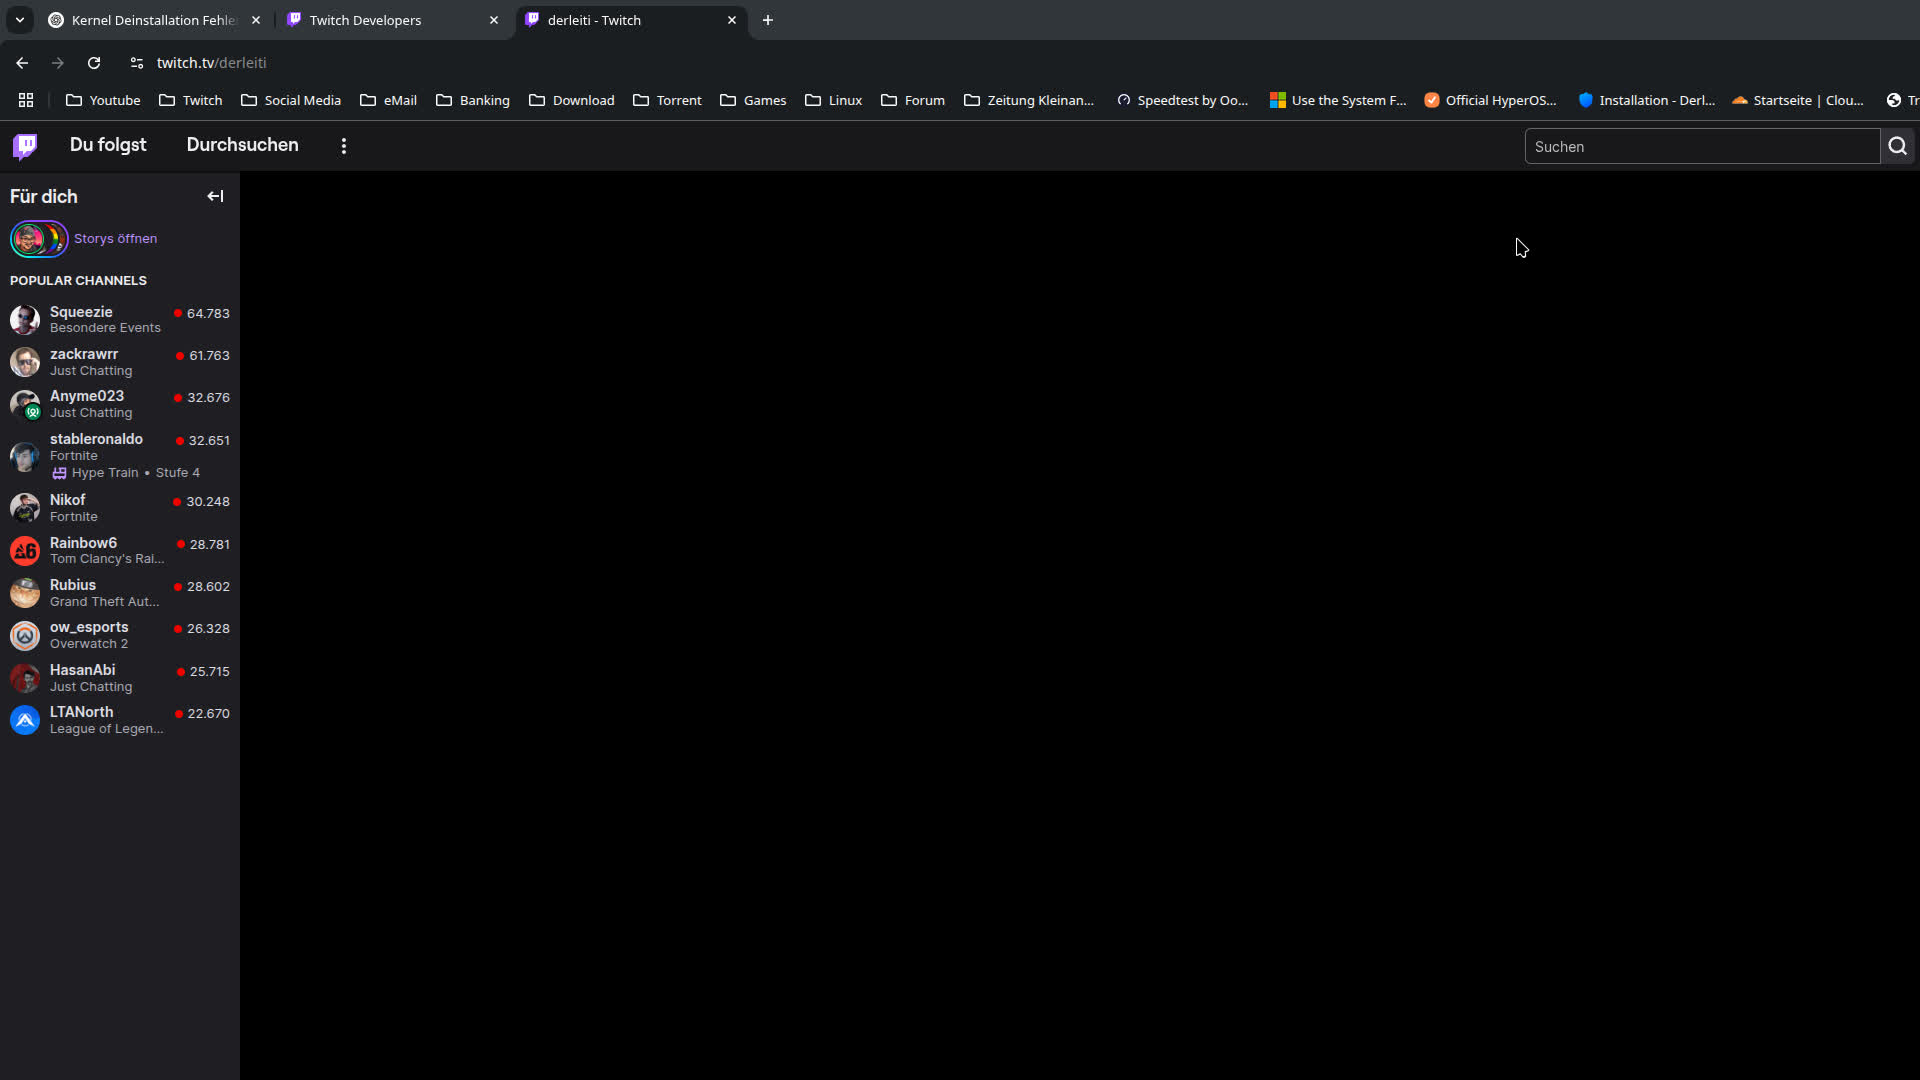 Kernel Deinstallation Fehle
Twitch Developers
derleiti - Twitch
twitch.tv/derleiti
Youtube
Twitch
Social Media
eMail
Banking
Download
Torrent
Games
Linux
Forum
Zeitung Kleinan...
Speedtest by Oo...
Use the System F...
Official HyperOS...
Installation - Derl...
Startseite | Clou...
Tr
Du folgst
Durchsuchen
Suchen
Für dich
Storys öffnen
POPULAR CHANNELS
Squeezie 64.783
Besondere Events
zackrawrr 61.763
Just Chatting
Anyme023 32.676
Just Chatting
stableronaldo 32.651
Fortnite
Hype Train • Stufe 4
Nikof 30.248
Fortnite
Rainbow6 28.781
Tom Clancy's Rai...
Rubius 28.602
Grand Theft Aut...
ow_esports 26.328
Overwatch 2
HasanAbi 25.715
Just Chatting
LTANorth 22.670
League of Legen...